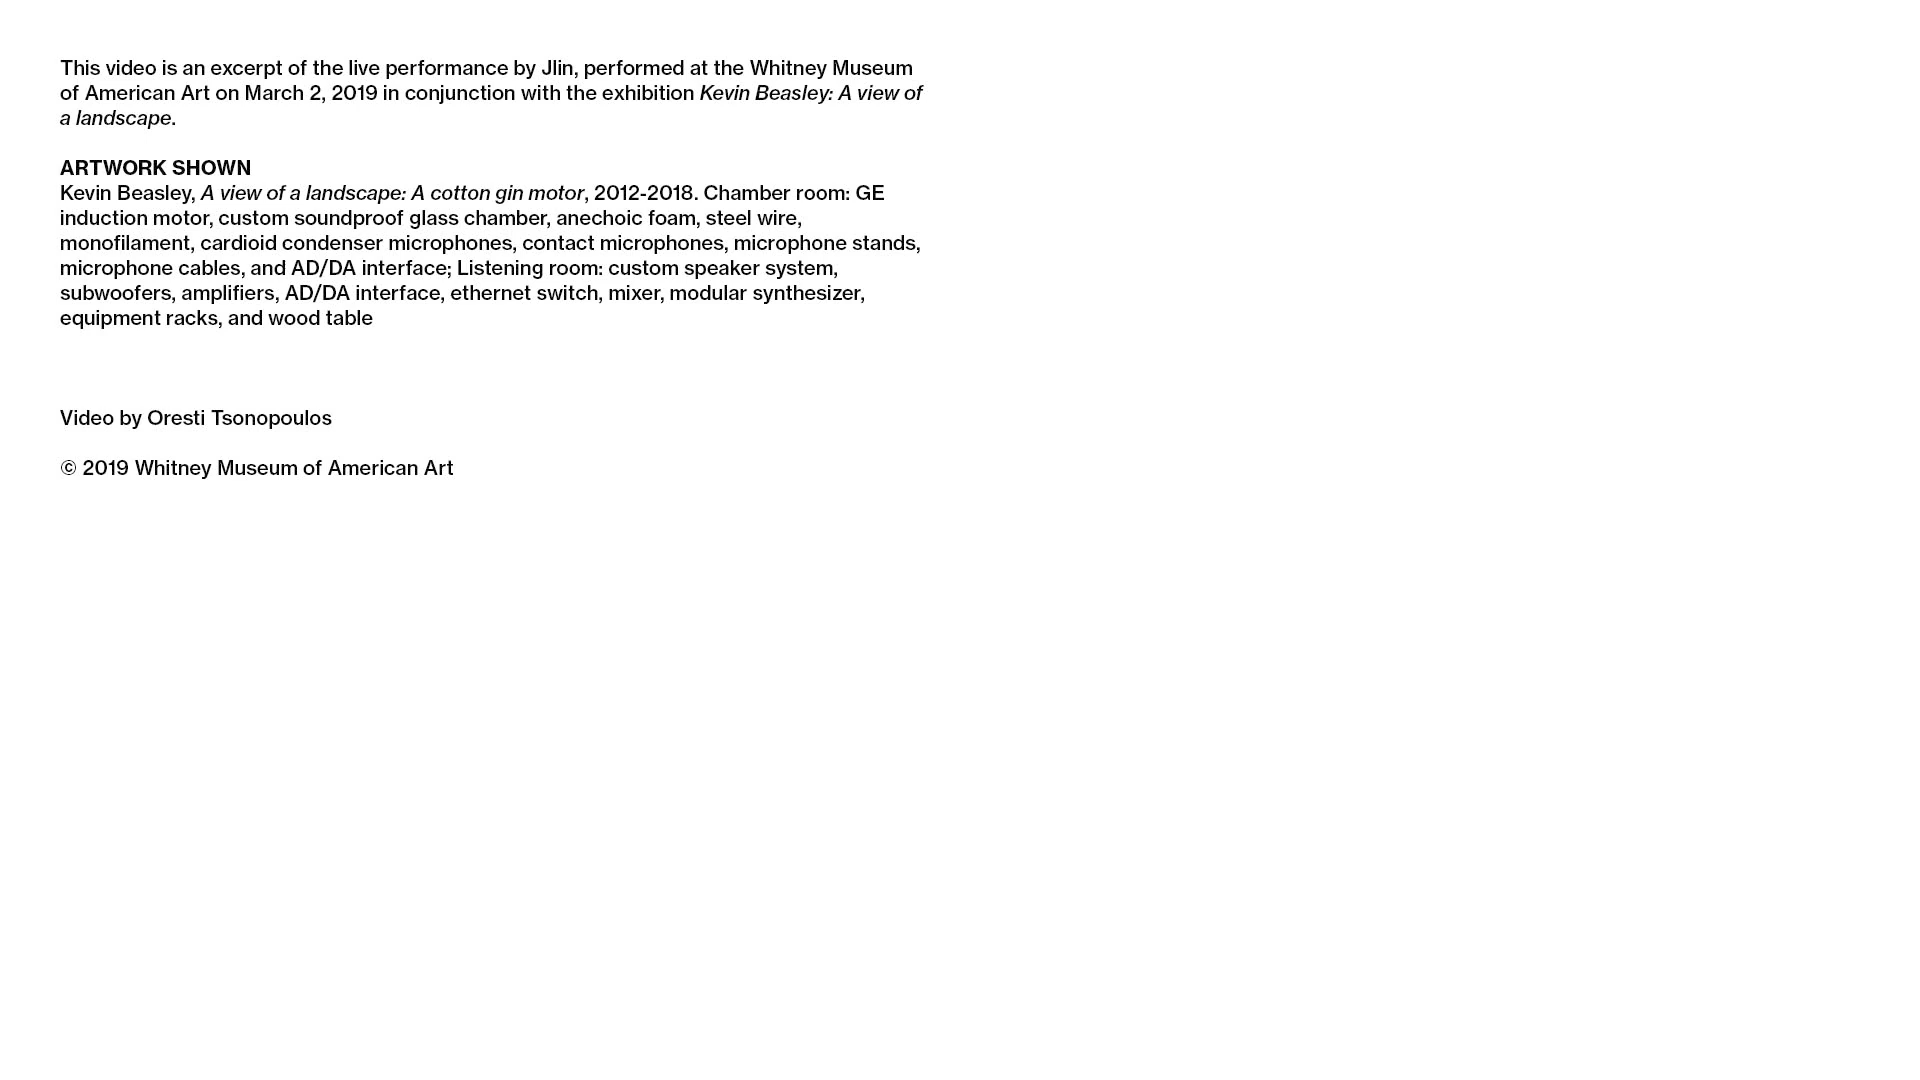 This video is an excerpt of the live performance by Jlin, performed at the Whitney Museum
of American Art on March 2, 2019 in conjunction with the exhibition Kevin Beasley: A view of
a landscape.
ARTWORK SHOWN
Kevin Beasley, A view of a landscape: A cotton gin motor, 2012-2018. Chamber room: GE
induction motor, custom soundproof glass chamber, anechoic foam, steel wire,
monofilament, cardioid condenser microphones, contact microphones, microphone stands,
microphone cables, and AD/DA interface; Listening room: custom speaker system,
subwoofers, amplifiers, AD/DA interface, ethernet switch, mixer, modular synthesizer,
equipment racks, and wood table
Video by Oresti Tsonopoulos
© 2019 Whitney Museum of American Art